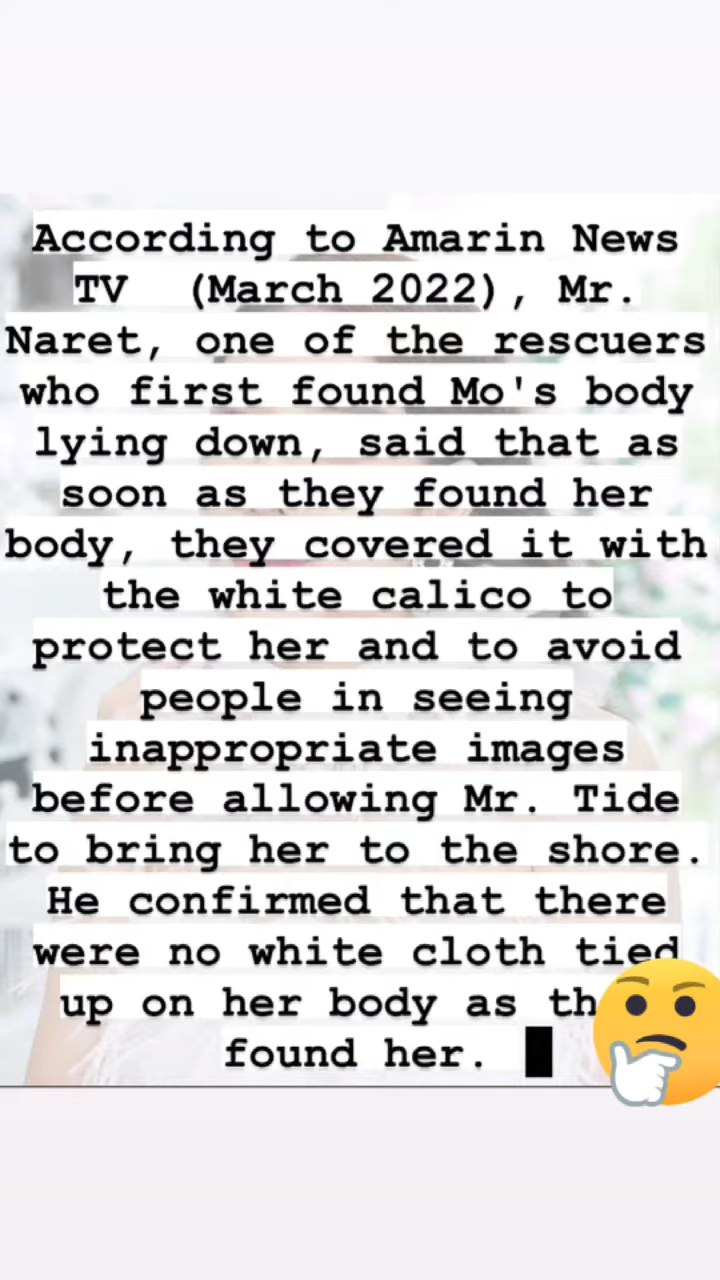 According to Amarin News
TV (March 2022), Mr.
Naret, one of the rescuers
who first found Mo's body
lying down, said that as
soon as they found her
body, they covered it with
the white calico to
protect her and to avoid
people in seeing
inappropriate images
before allowing Mr. Tide
to bring her to the shore.
He confirmed that there
were no white cloth tied
up on her body as
found her.